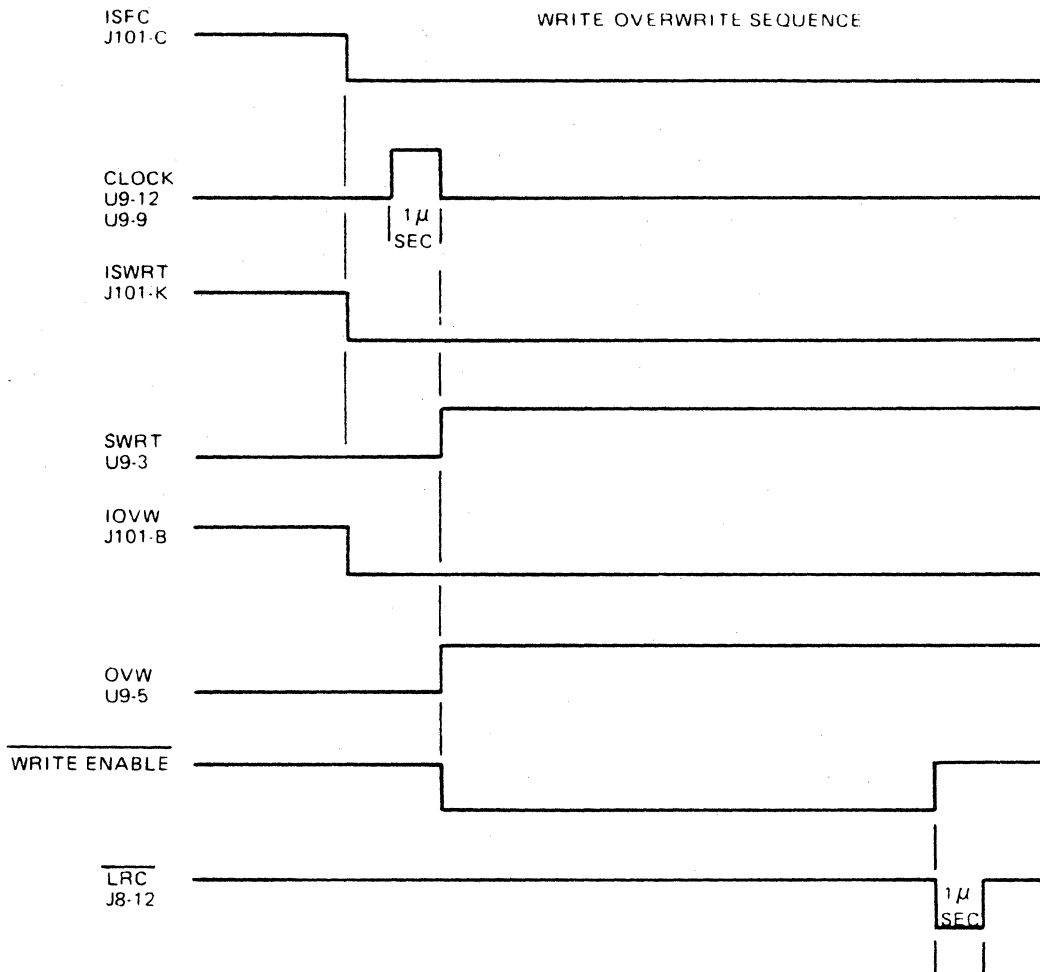 WRITE OVERWRITE SEQUENCE
ISFC
J101-C
CLOCK
U9-12
U9-9
1μ
SEC
ISWRT
J101-K
SWRT
U9-3
IOVW
J101-B
OVW
U9-5
WRITE ENABLE
LRC
J8-12
1μ
SEC